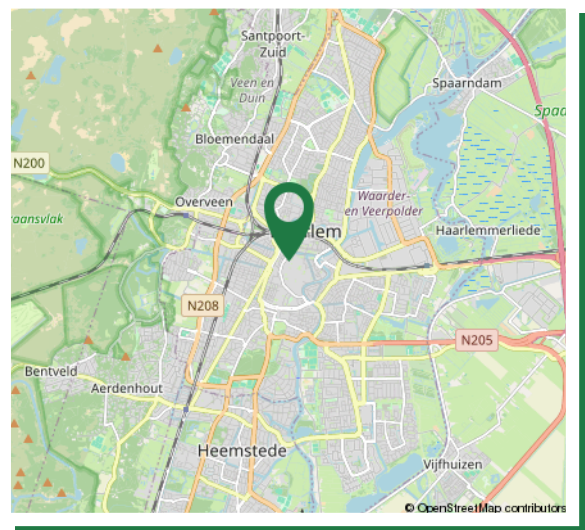 Santpoort-
Zuid
Spaarndam
Veen en
Duin
Bloemendaal
N200
Overveen
Waarder-
en Veerpolder
raansvlak
lem
Haarlemmerliede
N208
N205
Bentveld
Aerdenhout
Heemstede
Vijfhuizen
© OpenStreetMap contributors